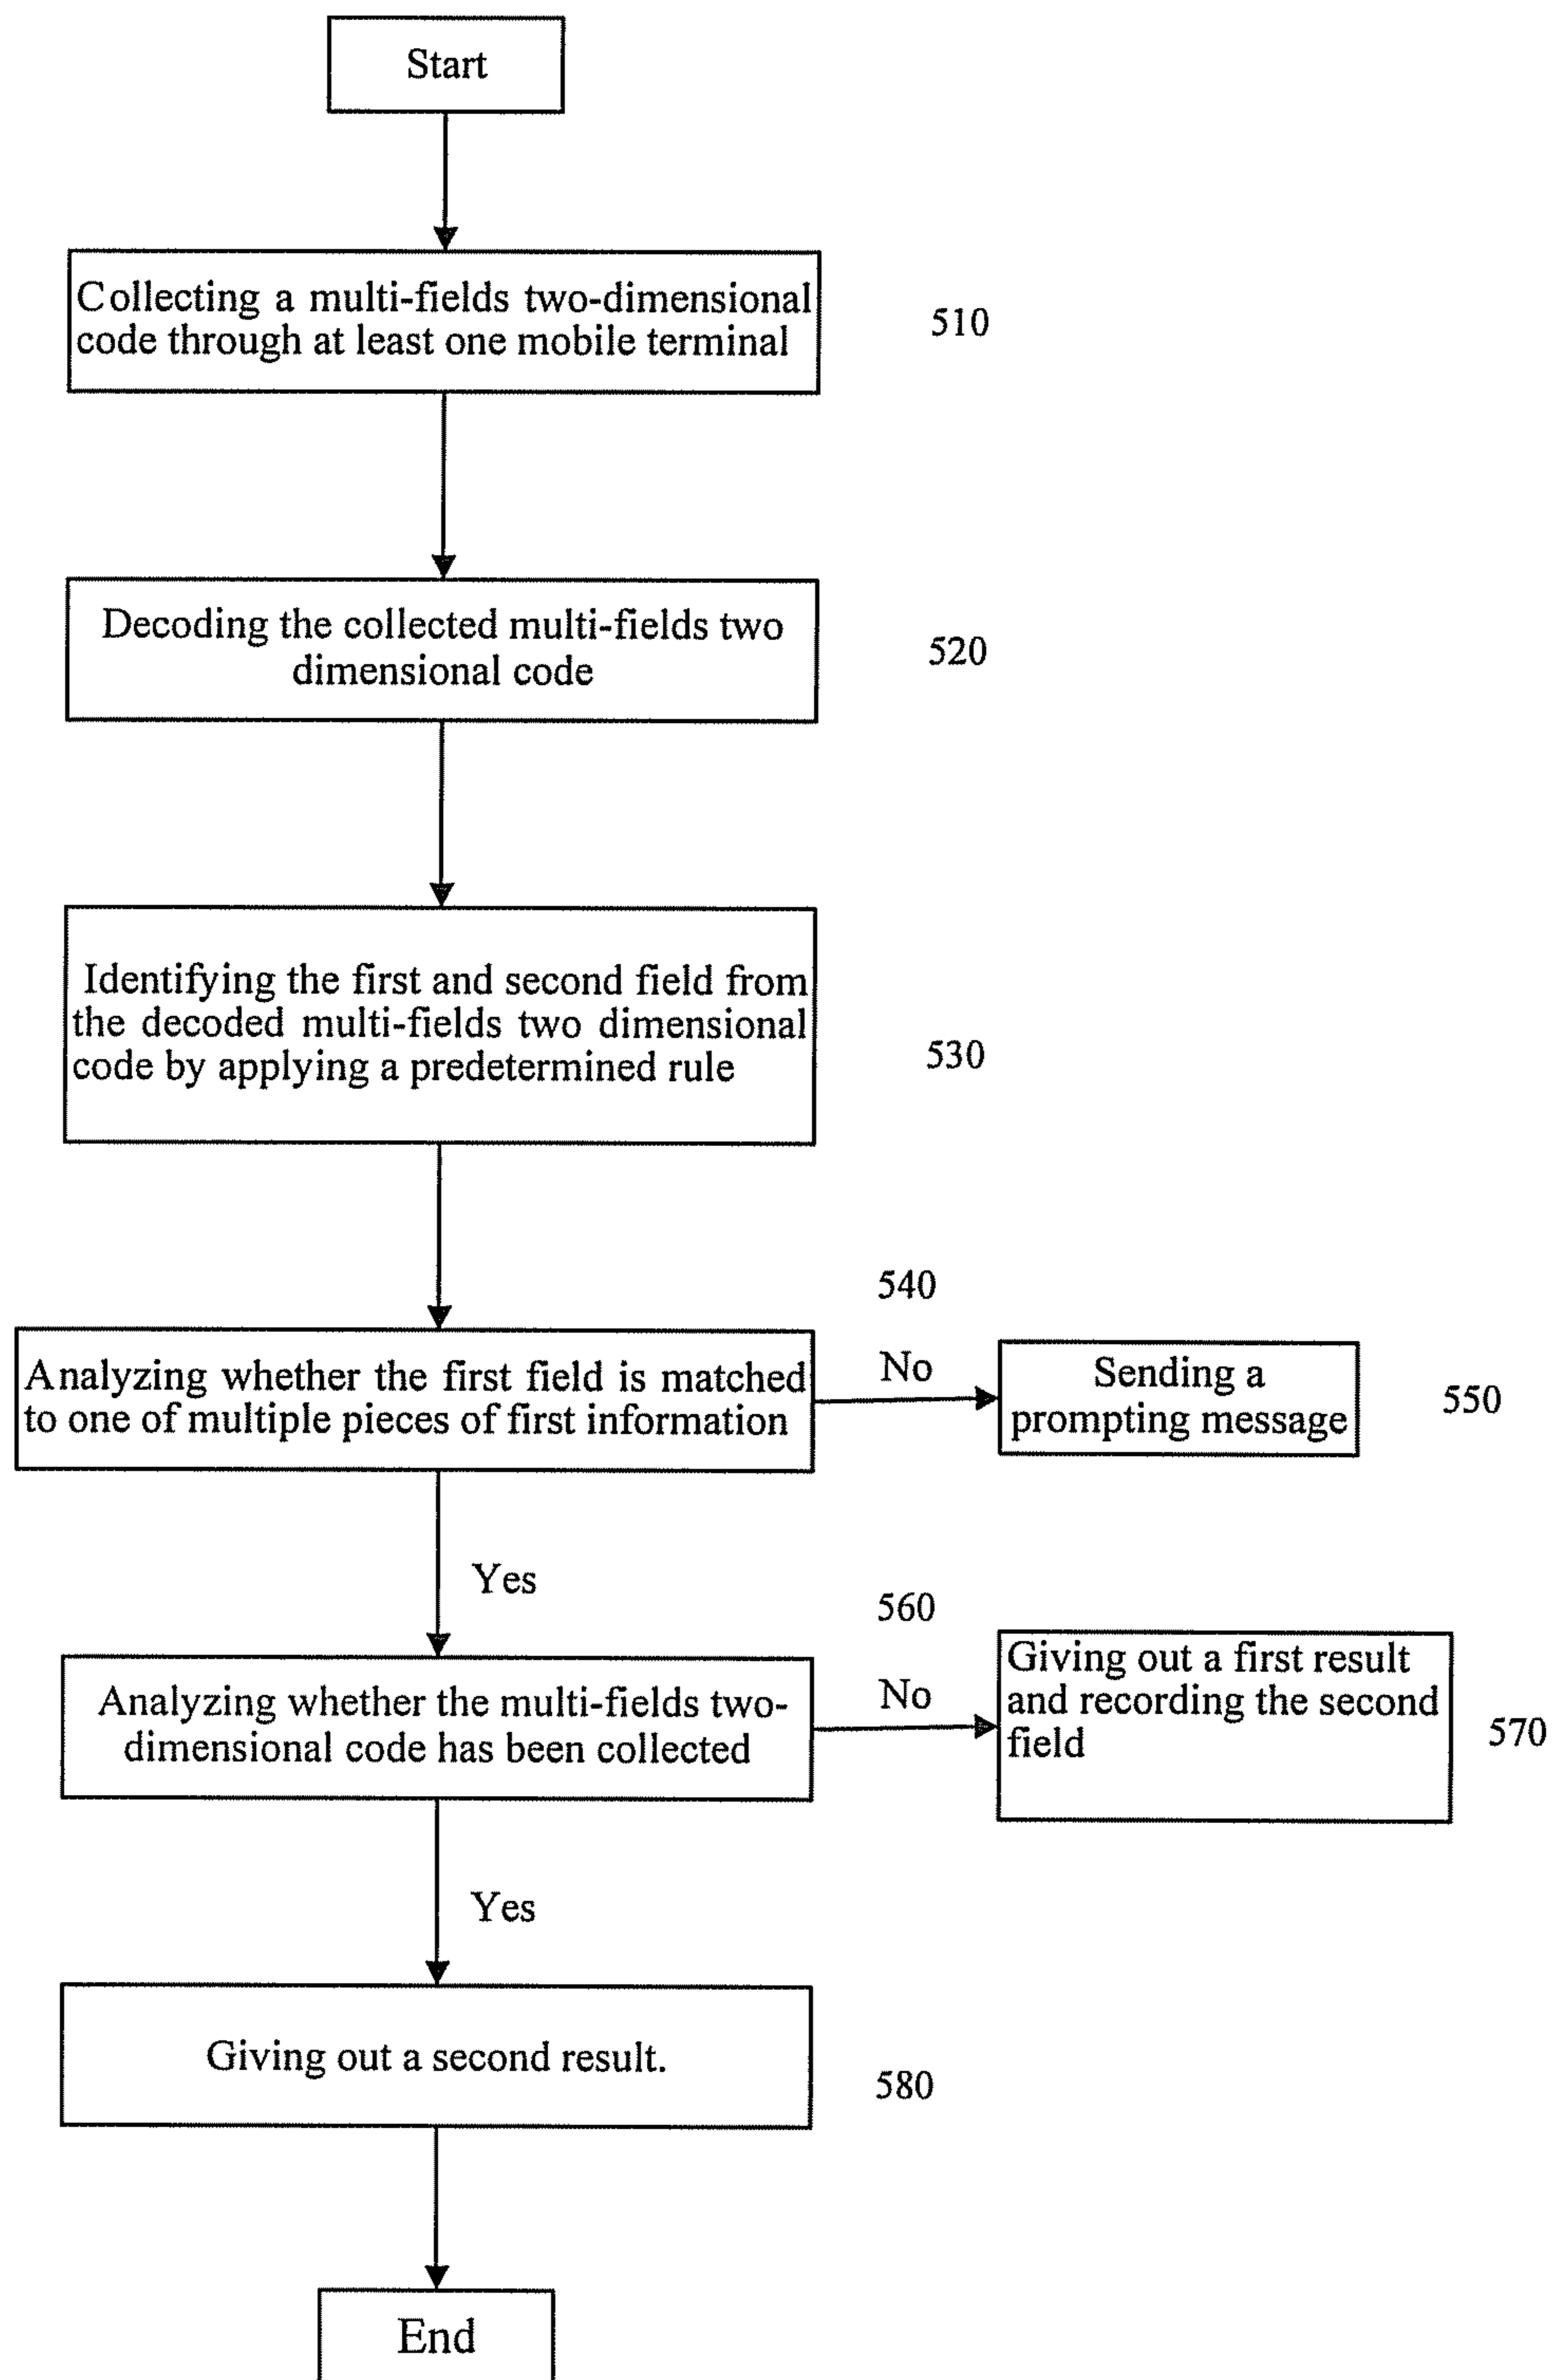 Start
Collecting a multi-fields two-dimensional
code through at least one mobile terminal
510
Decoding the collected multi-fields two
dimensional code
520
Identifying the first and second field from
the decoded multi-fields two dimensional
code by applying a predetermined rule
530
540
Analyzing whether the first field is matched
to one of multiple pieces of first information
No
Sending a
prompting message
550
Yes
560
Analyzing whether the multi-fields two-
dimensional code has been collected
No
Giving out a first result
and recording the second
field
570
Yes
Giving out a second result.
580
End